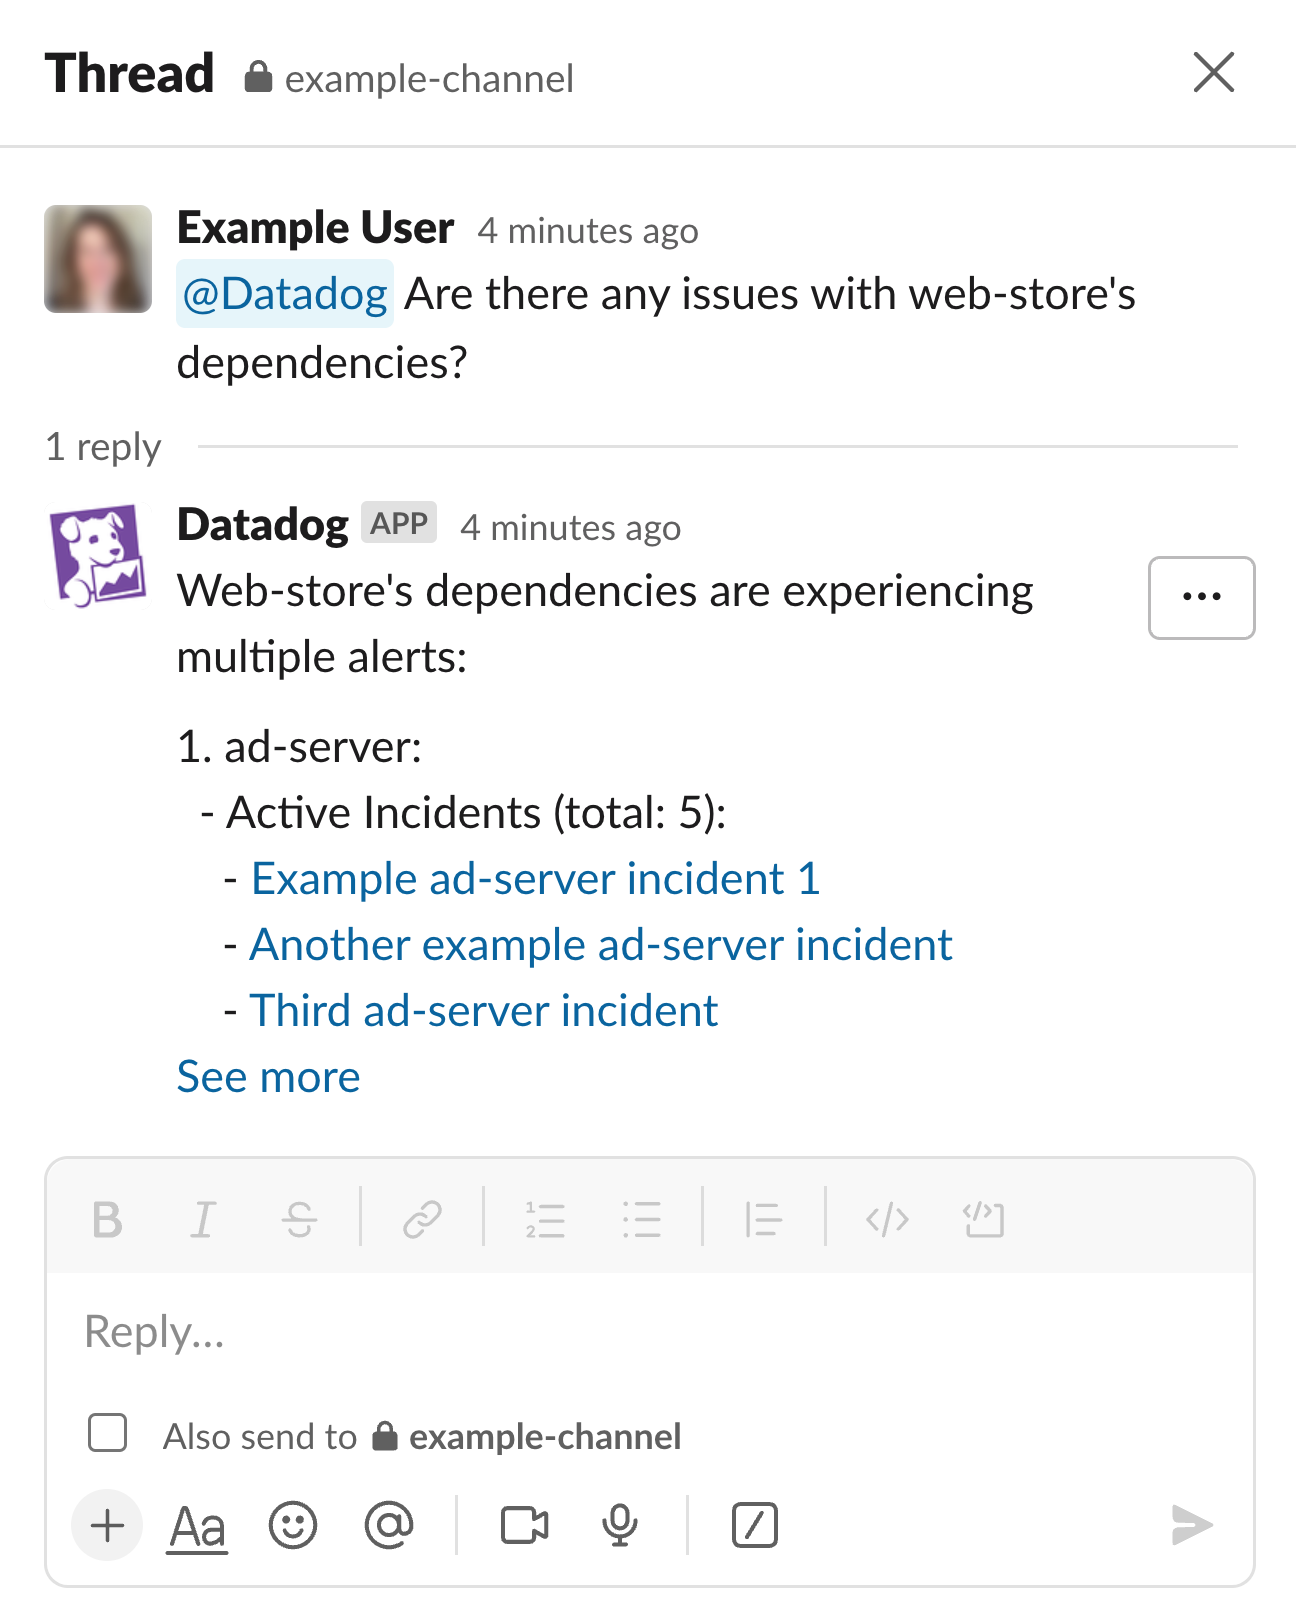 Thread example-channel
Example User 4 minutes ago
@Datadog Are there any issues with web-store's
dependencies?
1 reply
Datadog APP 4 minutes ago
Web-store's dependencies are experiencing
multiple alerts:
1. ad-server:
- Active Incidents (total: 5):
- Example ad-server incident 1
- Another example ad-server incident
- Third ad-server incident
See more
B I S
Reply...
Also send to example-channel
Aa